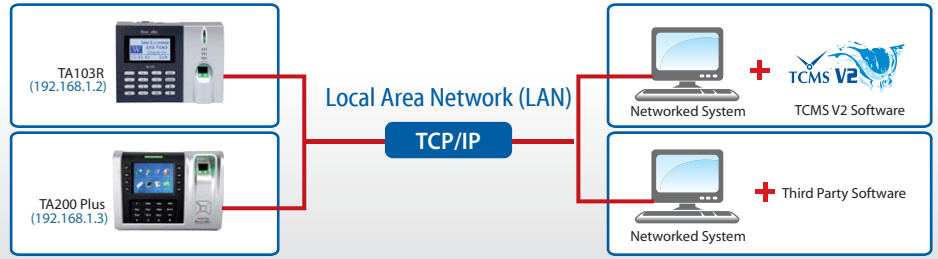 TA103R
(192.168.1.2)
TA200 Plus
(192.168.1.3)
Local Area Network (LAN)
TCP/IP
Networked System
TCMS V2
TCMS V2 Software
Networked System
Third Party Software